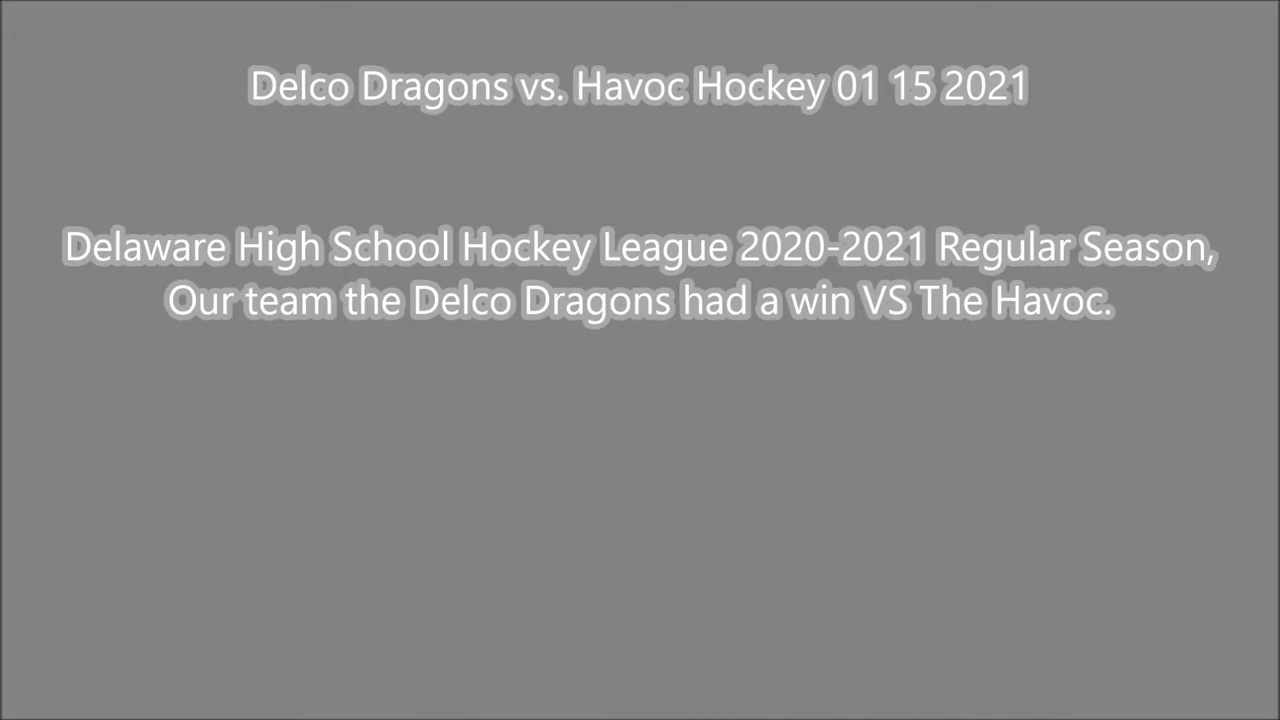 Delco Dragons vs. Havoc Hockey 01 15 2021
Delaware High School Hockey League 2020-2021 Regular Season,
Our team the Delco Dragons had a win VS The Havoc.